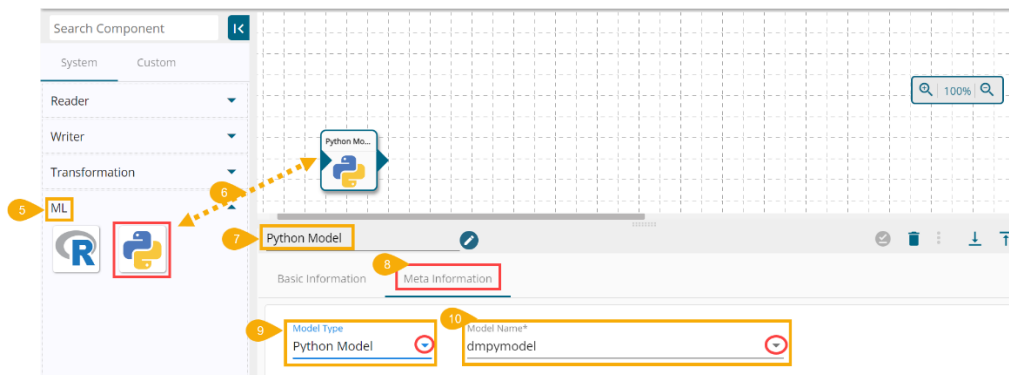 Search Component
System Custom
Reader
Writer
Transformation
5 ML
R
6
Python Mo...
100%
7 Python Model
8
Basic Information Meta Information
9 Model Type
Python Model
10 Model Name*
dmpymodel